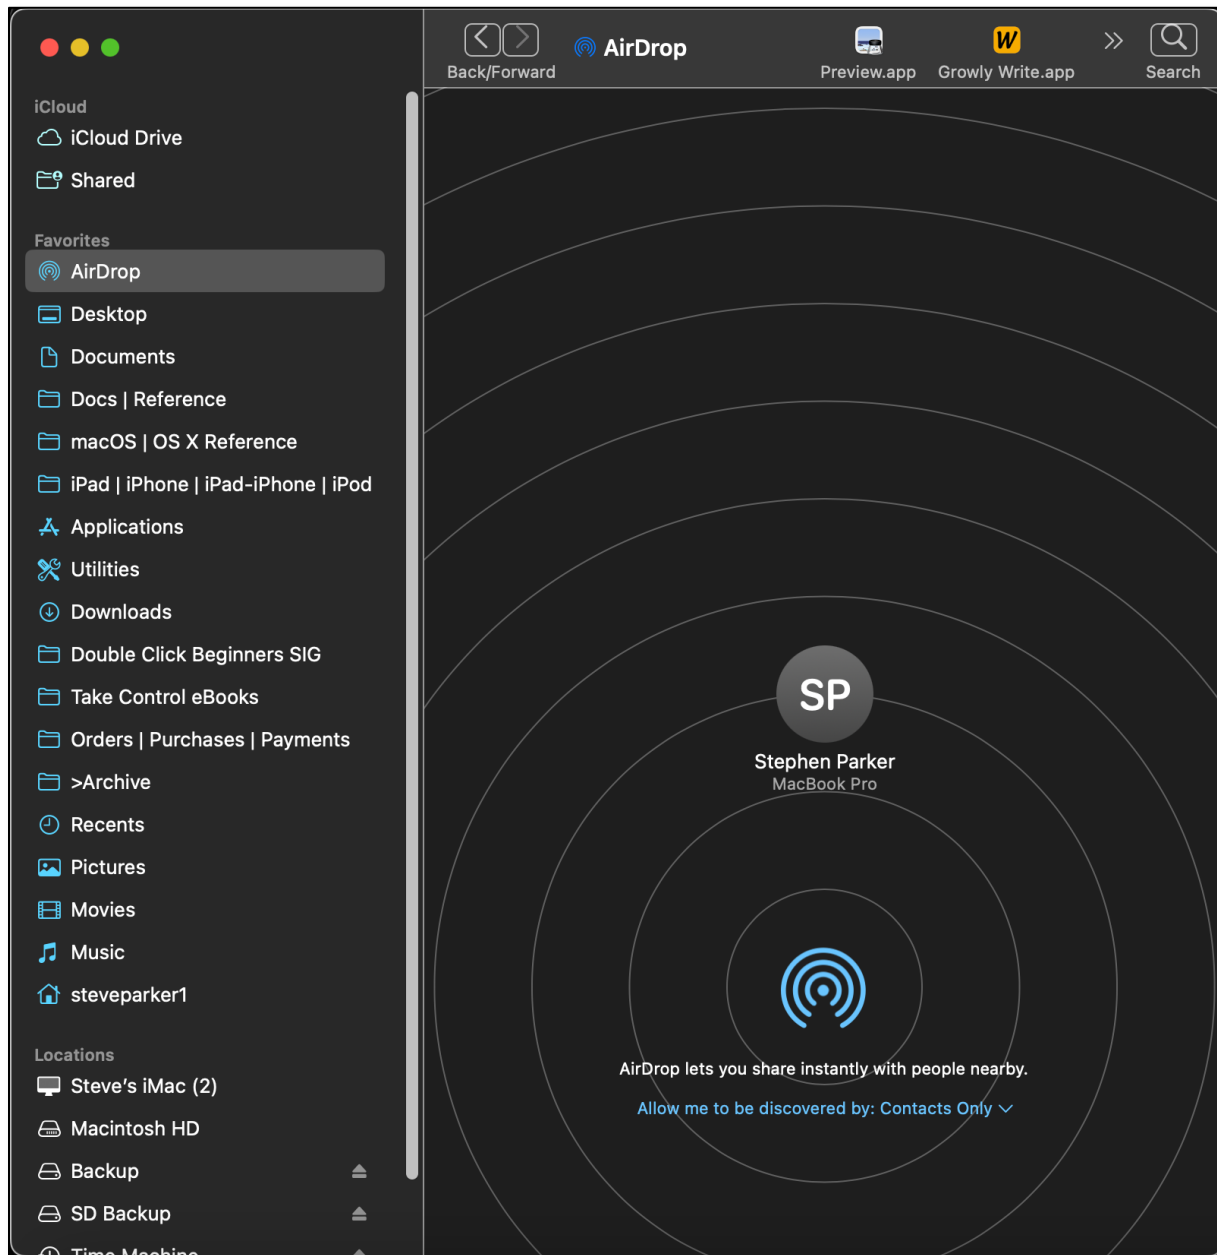 AirDrop
Back/Forward
Preview.app
Growly Write.app
Search
iCloud
iCloud Drive
Shared
Favorites
AirDrop
Desktop
Documents
Docs | Reference
macOS | OS X Reference
iPad | iPhone | iPad-iPhone | iPod
Applications
Utilities
Downloads
Double Click Beginners SIG
Take Control eBooks
Orders | Purchases | Payments
>Archive
Recents
Pictures
Movies
Music
steveparker1
Locations
Steve's iMac (2)
Macintosh HD
Backup
SD Backup
Time Machine
W
SP
Stephen Parker
MacBook Pro
AirDrop lets you share instantly with people nearby.
Allow me to be discovered by: Contacts Only